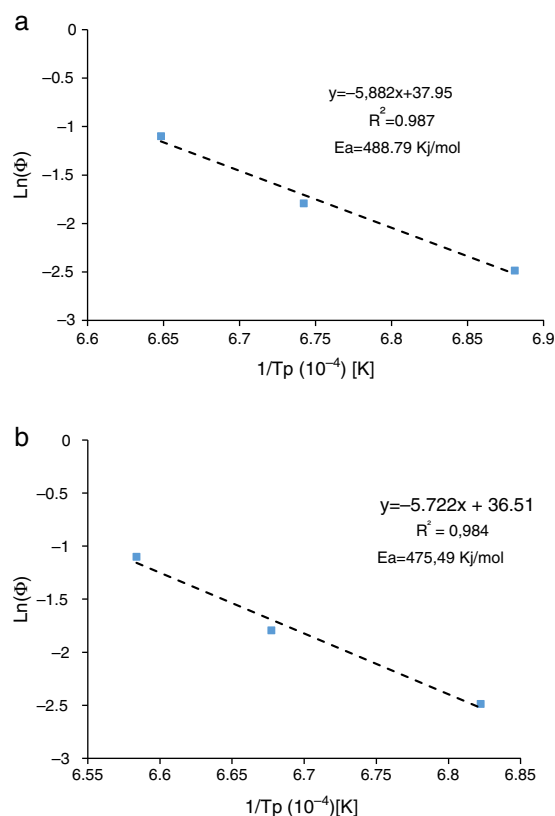 a
0
−0.5
−1
−1.5
−2
−2.5
−3
Ln(Φ)
y=−5,882x+37.95
R²=0.987
Ea=488.79 Kj/mol
6.6 6.65 6.7 6.75 6.8 6.85 6.9
1/Tp (10⁻⁴) [K]
b
0
−0.5
−1
−1.5
−2
−2.5
−3
Ln(Φ)
y=−5.722x + 36.51
R² = 0,984
Ea=475,49 Kj/mol
6.55 6.6 6.65 6.7 6.75 6.8 6.85
1/Tp (10⁻⁴)[K]